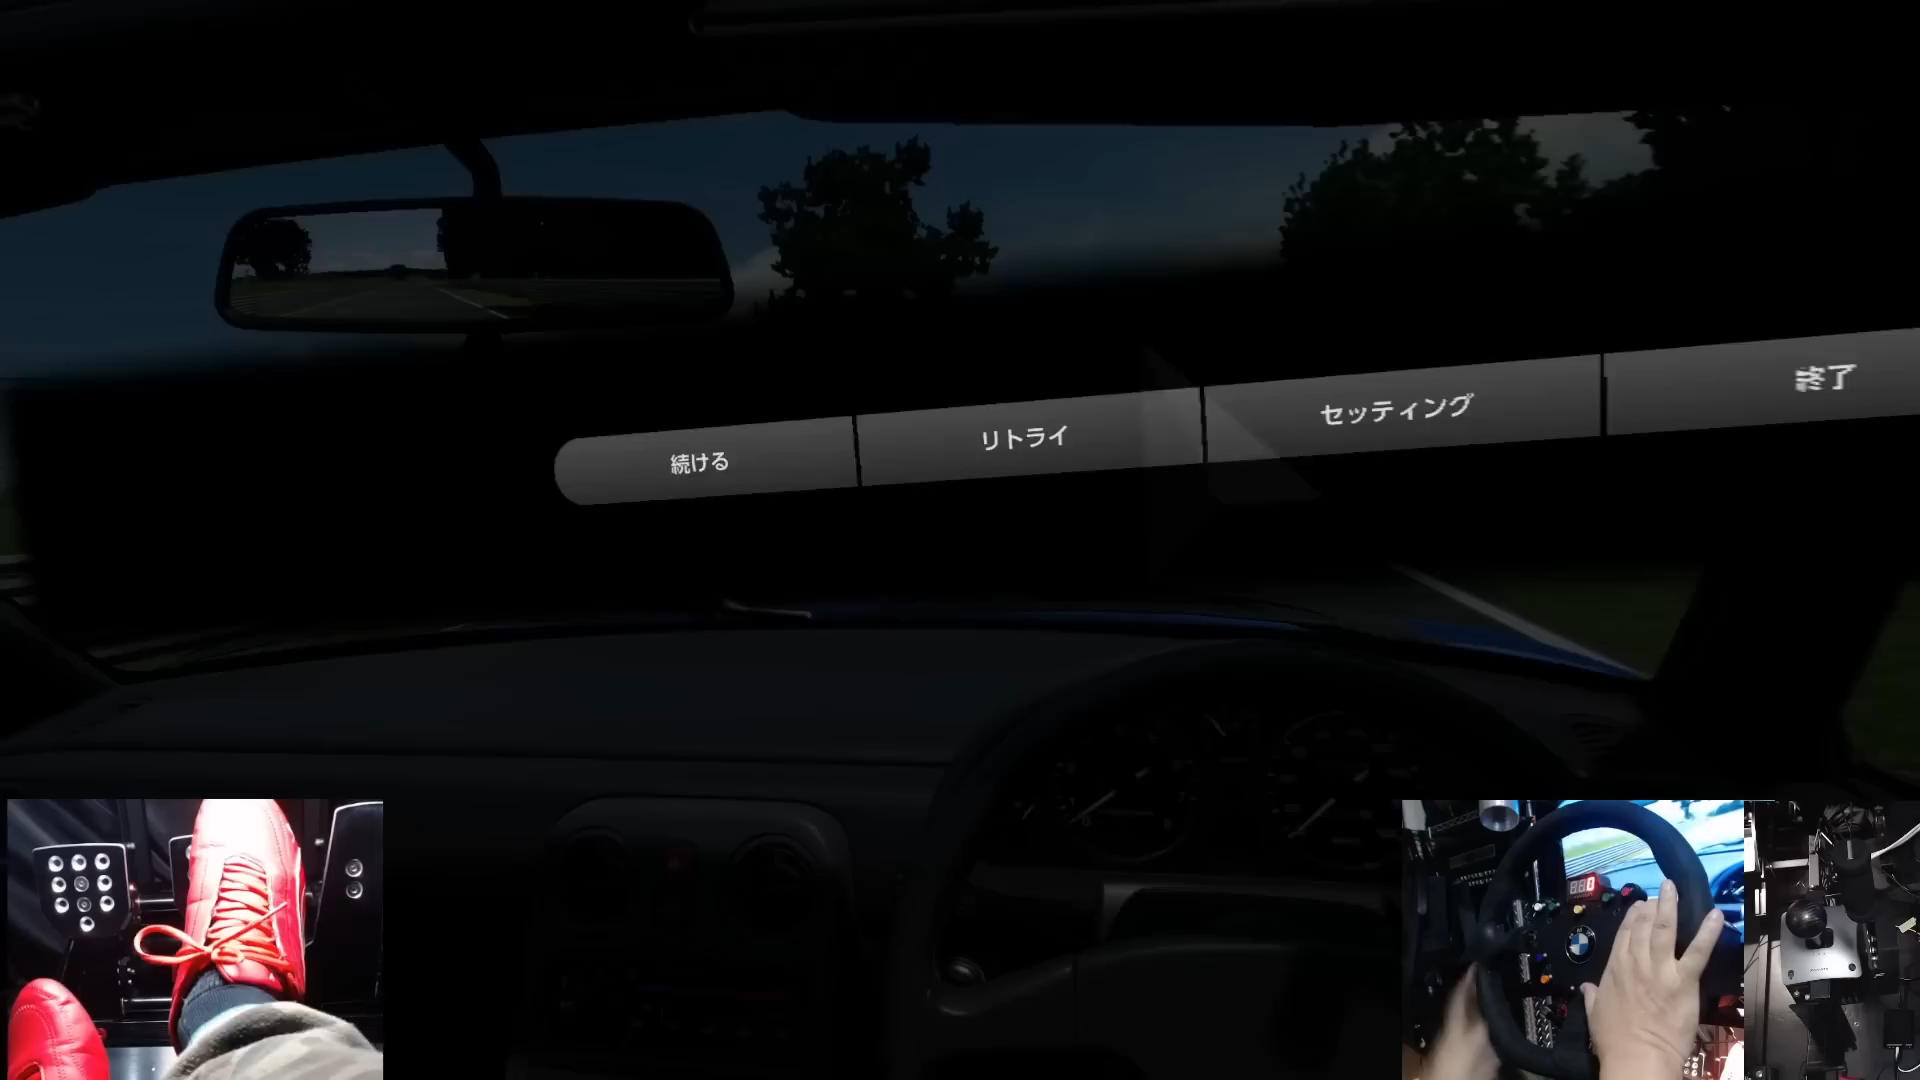 続ける
リトライ
セッティング
終了